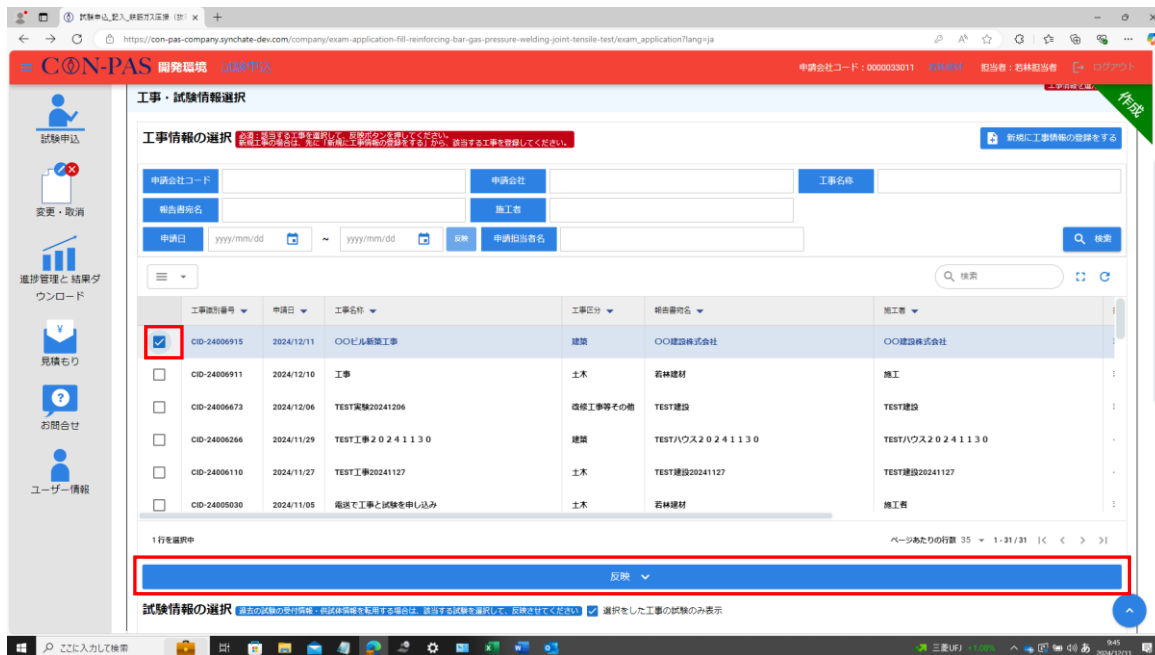 試験申込_記入_鉄筋ガス圧接（技
https://con-pas-company.synchate-dev.com/company/exam-application-fill-reinforcing-bar-gas-pressure-welding-joint-tensile-test/exam_application?lang=ja
CON-PAS 開発環境 試験申込
申請会社コード：0000033011 若林建材 担当者：若林担当者 ログアウト
作成
工事・試験情報選択
工事情報の選択
必須：該当する工事を選択して、反映ボタンを押してください。
新規工事の場合は、先に「新規に工事情報の登録をする」から、該当する工事を登録してください。
新規に工事情報の登録をする
試験申込
変更・取消
進捗管理と 結果ダ
ウンロード
見積もり
お問合せ
ユーザー情報
申請会社コード 申請会社 工事名称
報告書宛名 施工者
申請日 yyyy/mm/dd ~ yyyy/mm/dd 反映 申請担当者名 検索
検索
工事識別番号 申請日 工事名称 工事区分 報告書宛名 施工者
CID-24006915 2024/12/11 〇〇ビル新築工事 建築 〇〇建設株式会社 〇〇建設株式会社
CID-24006911 2024/12/10 工事 土木 若林建材 施工
CID-24006673 2024/12/06 TEST実験20241206 改修工事等その他 TEST建設 TEST建設
CID-24006266 2024/11/29 TEST工事２０２４１１３０ 建築 TESTハウス２０２４１１３０ TESTハウス２０２４１１３０
CID-24006110 2024/11/27 TEST工事20241127 土木 TEST建設20241127 TEST建設20241127
CID-24005030 2024/11/05 電送で工事と試験を申し込み 土木 若林建材 施工者
1 行を選択中
ページあたりの行数 35 1-31/31
反映
試験情報の選択 過去の試験の受付情報・供試体情報を転用する場合は、該当する試験を選択して、反映させてください 選択をした工事の試験のみ表示
ここに入力して検索
三菱UFJ +1.08%
あ
9:45
2024/12/11